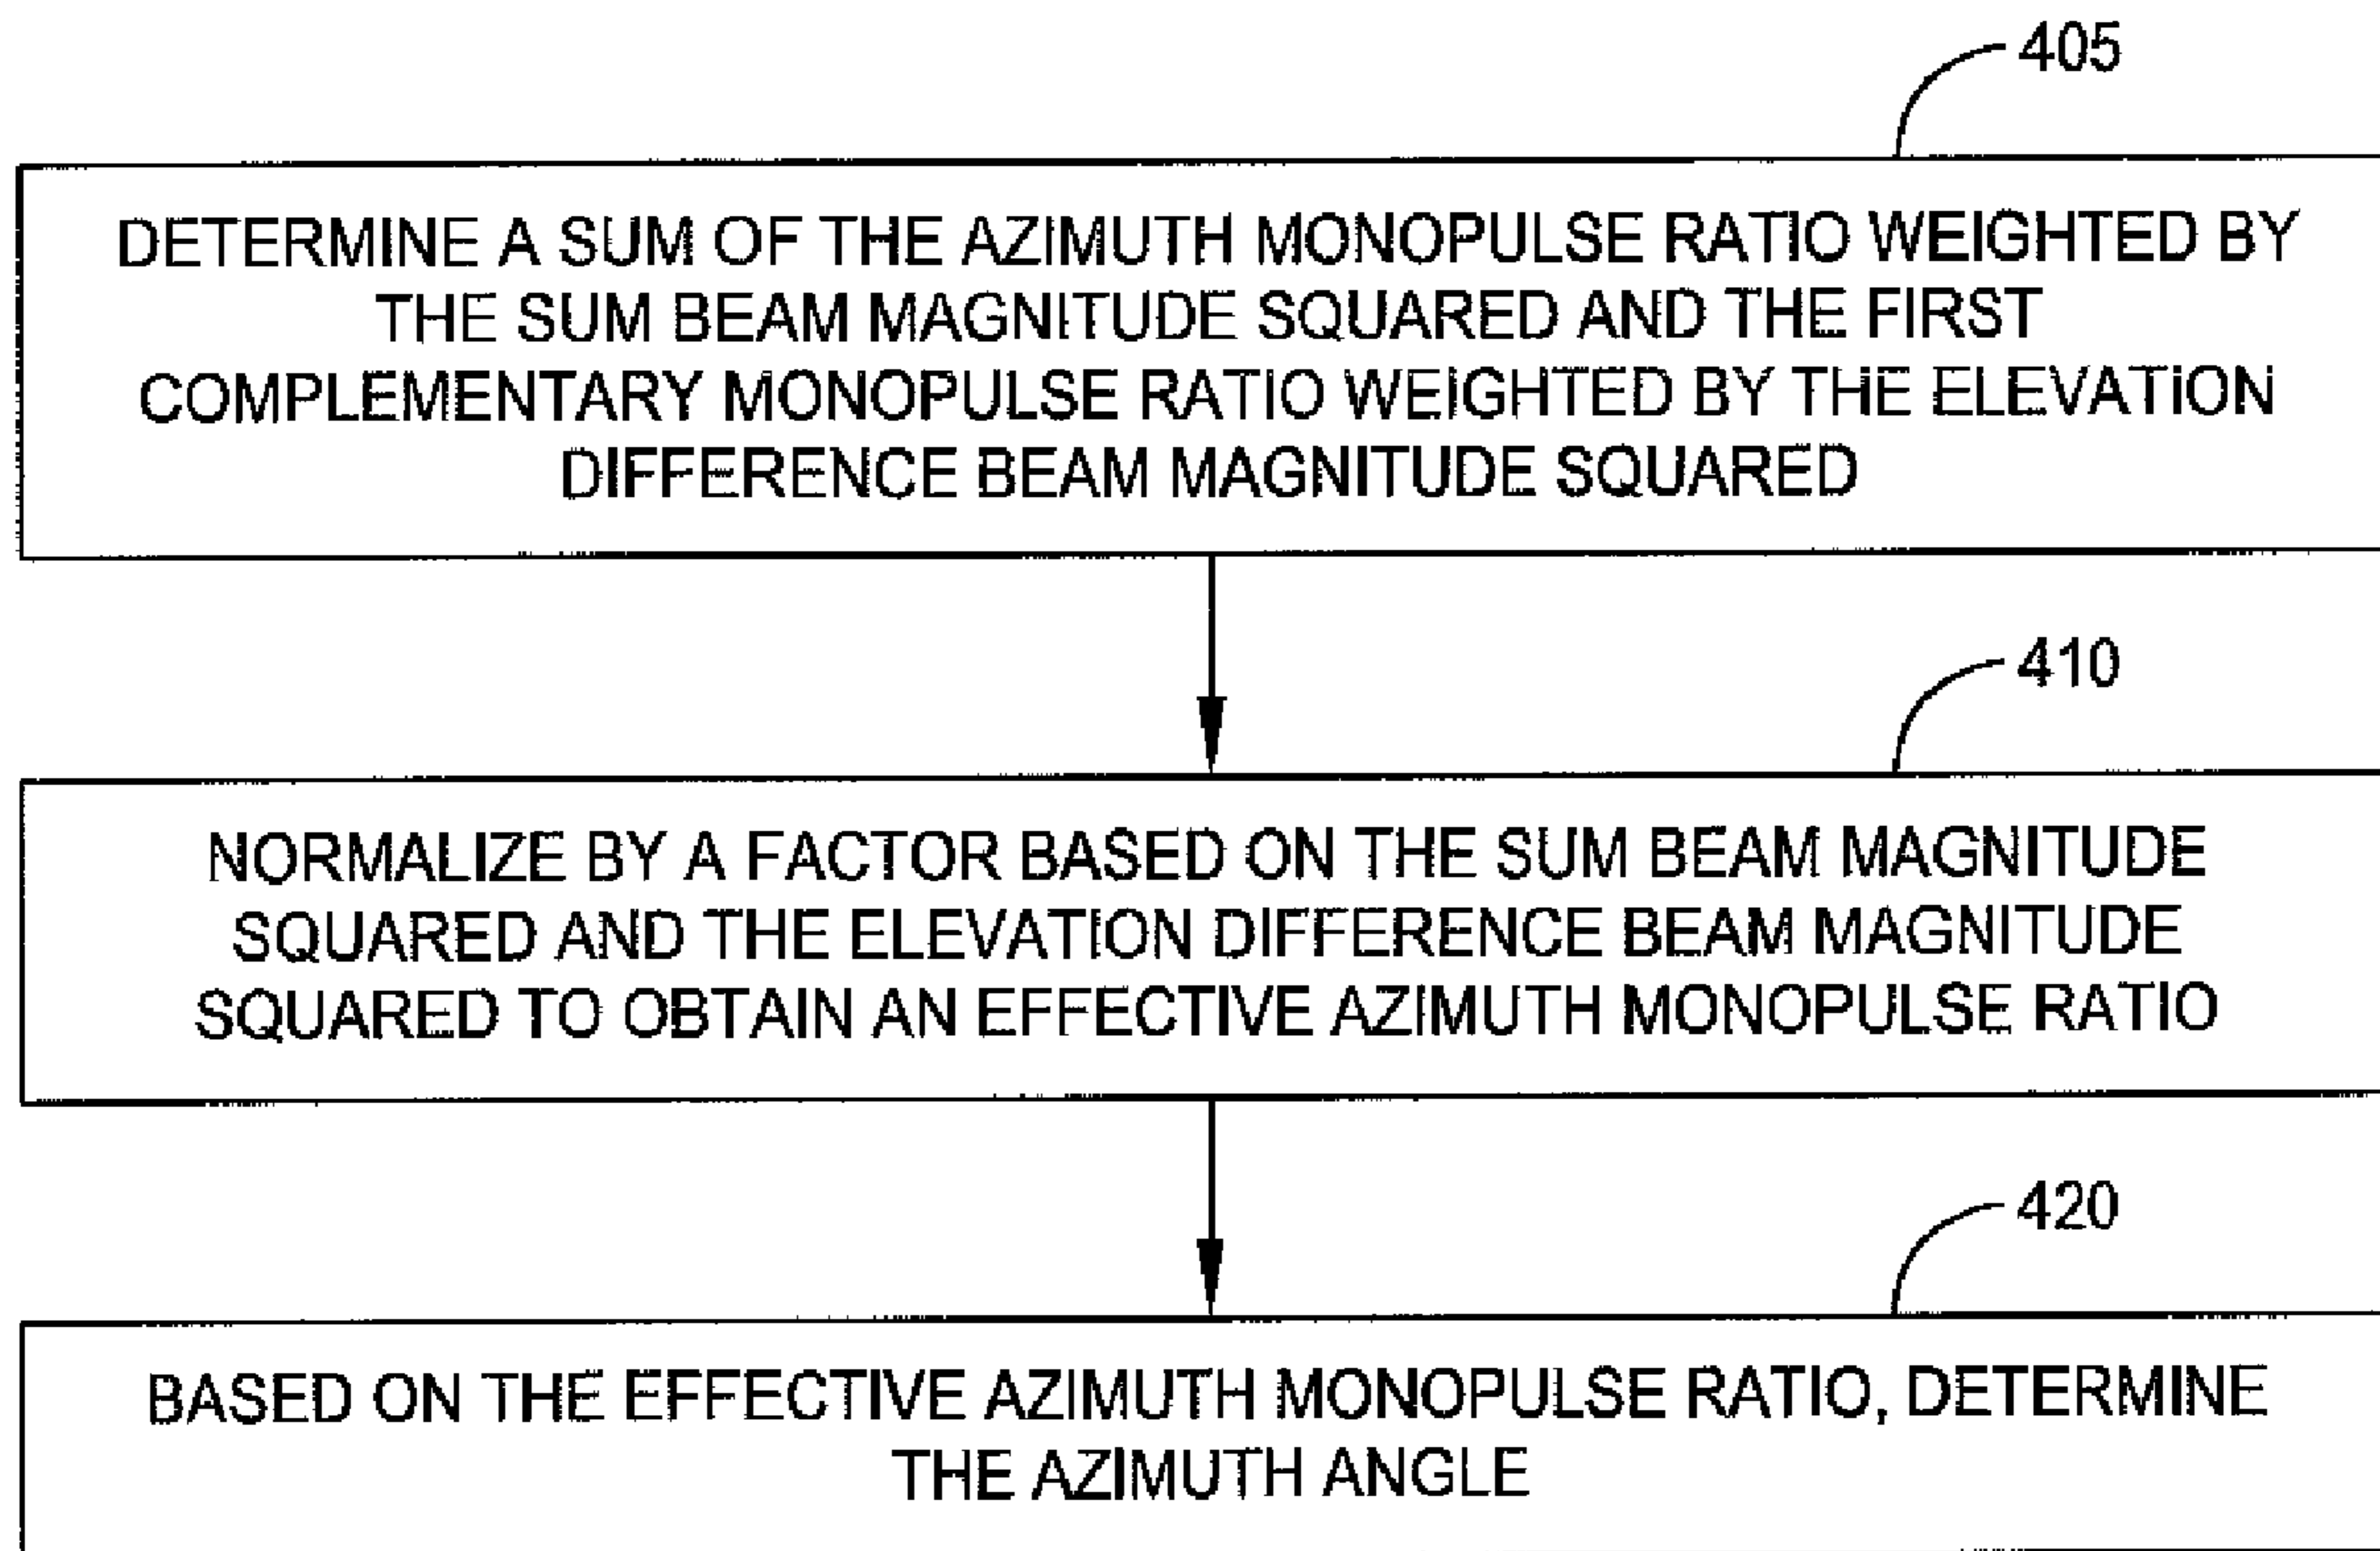 405
DETERMINE A SUM OF THE AZIMUTH MONOPULSE RATIO WEIGHTED BY
THE SUM BEAM MAGNITUDE SQUARED AND THE FIRST
COMPLEMENTARY MONOPULSE RATIO WEIGHTED BY THE ELEVATION
DIFFERENCE BEAM MAGNITUDE SQUARED
410
NORMALIZE BY A FACTOR BASED ON THE SUM BEAM MAGNITUDE
SQUARED AND THE ELEVATION DIFFERENCE BEAM MAGNITUDE
SQUARED TO OBTAIN AN EFFECTIVE AZIMUTH MONOPULSE RATIO
420
BASED ON THE EFFECTIVE AZIMUTH MONOPULSE RATIO, DETERMINE
THE AZIMUTH ANGLE